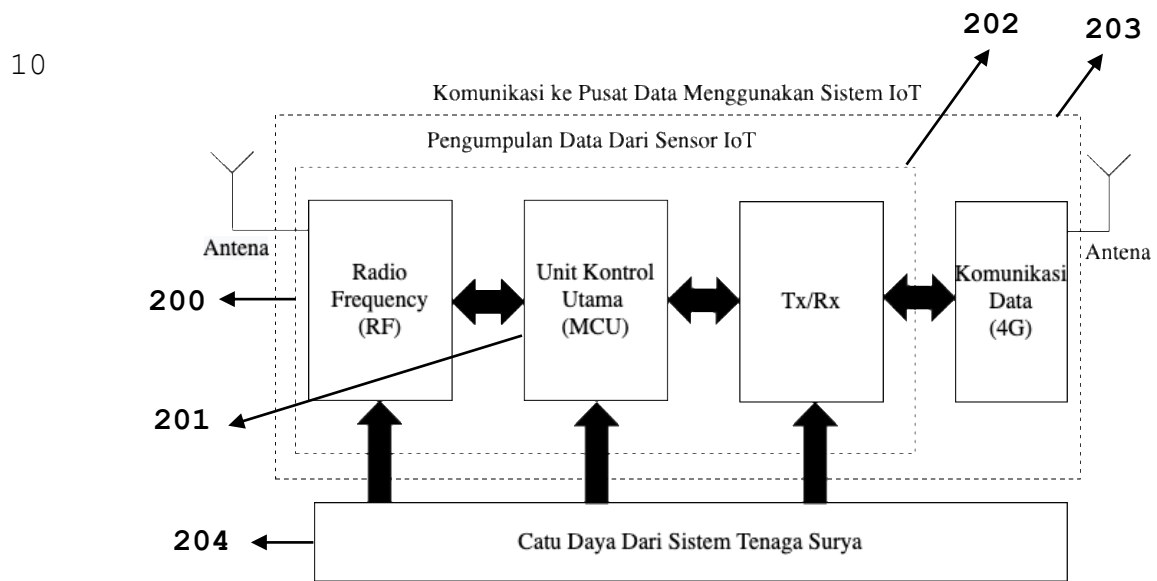 202
203
10
Komunikasi ke Pusat Data Menggunakan Sistem IoT
Pengumpulan Data Dari Sensor IoT
Antena
Radio
Frequency
(RF)
Unit Kontrol
Utama
(MCU)
Tx/Rx
Komunikasi
Data
(4G)
Antena
200
201
204
Catu Daya Dari Sistem Tenaga Surya